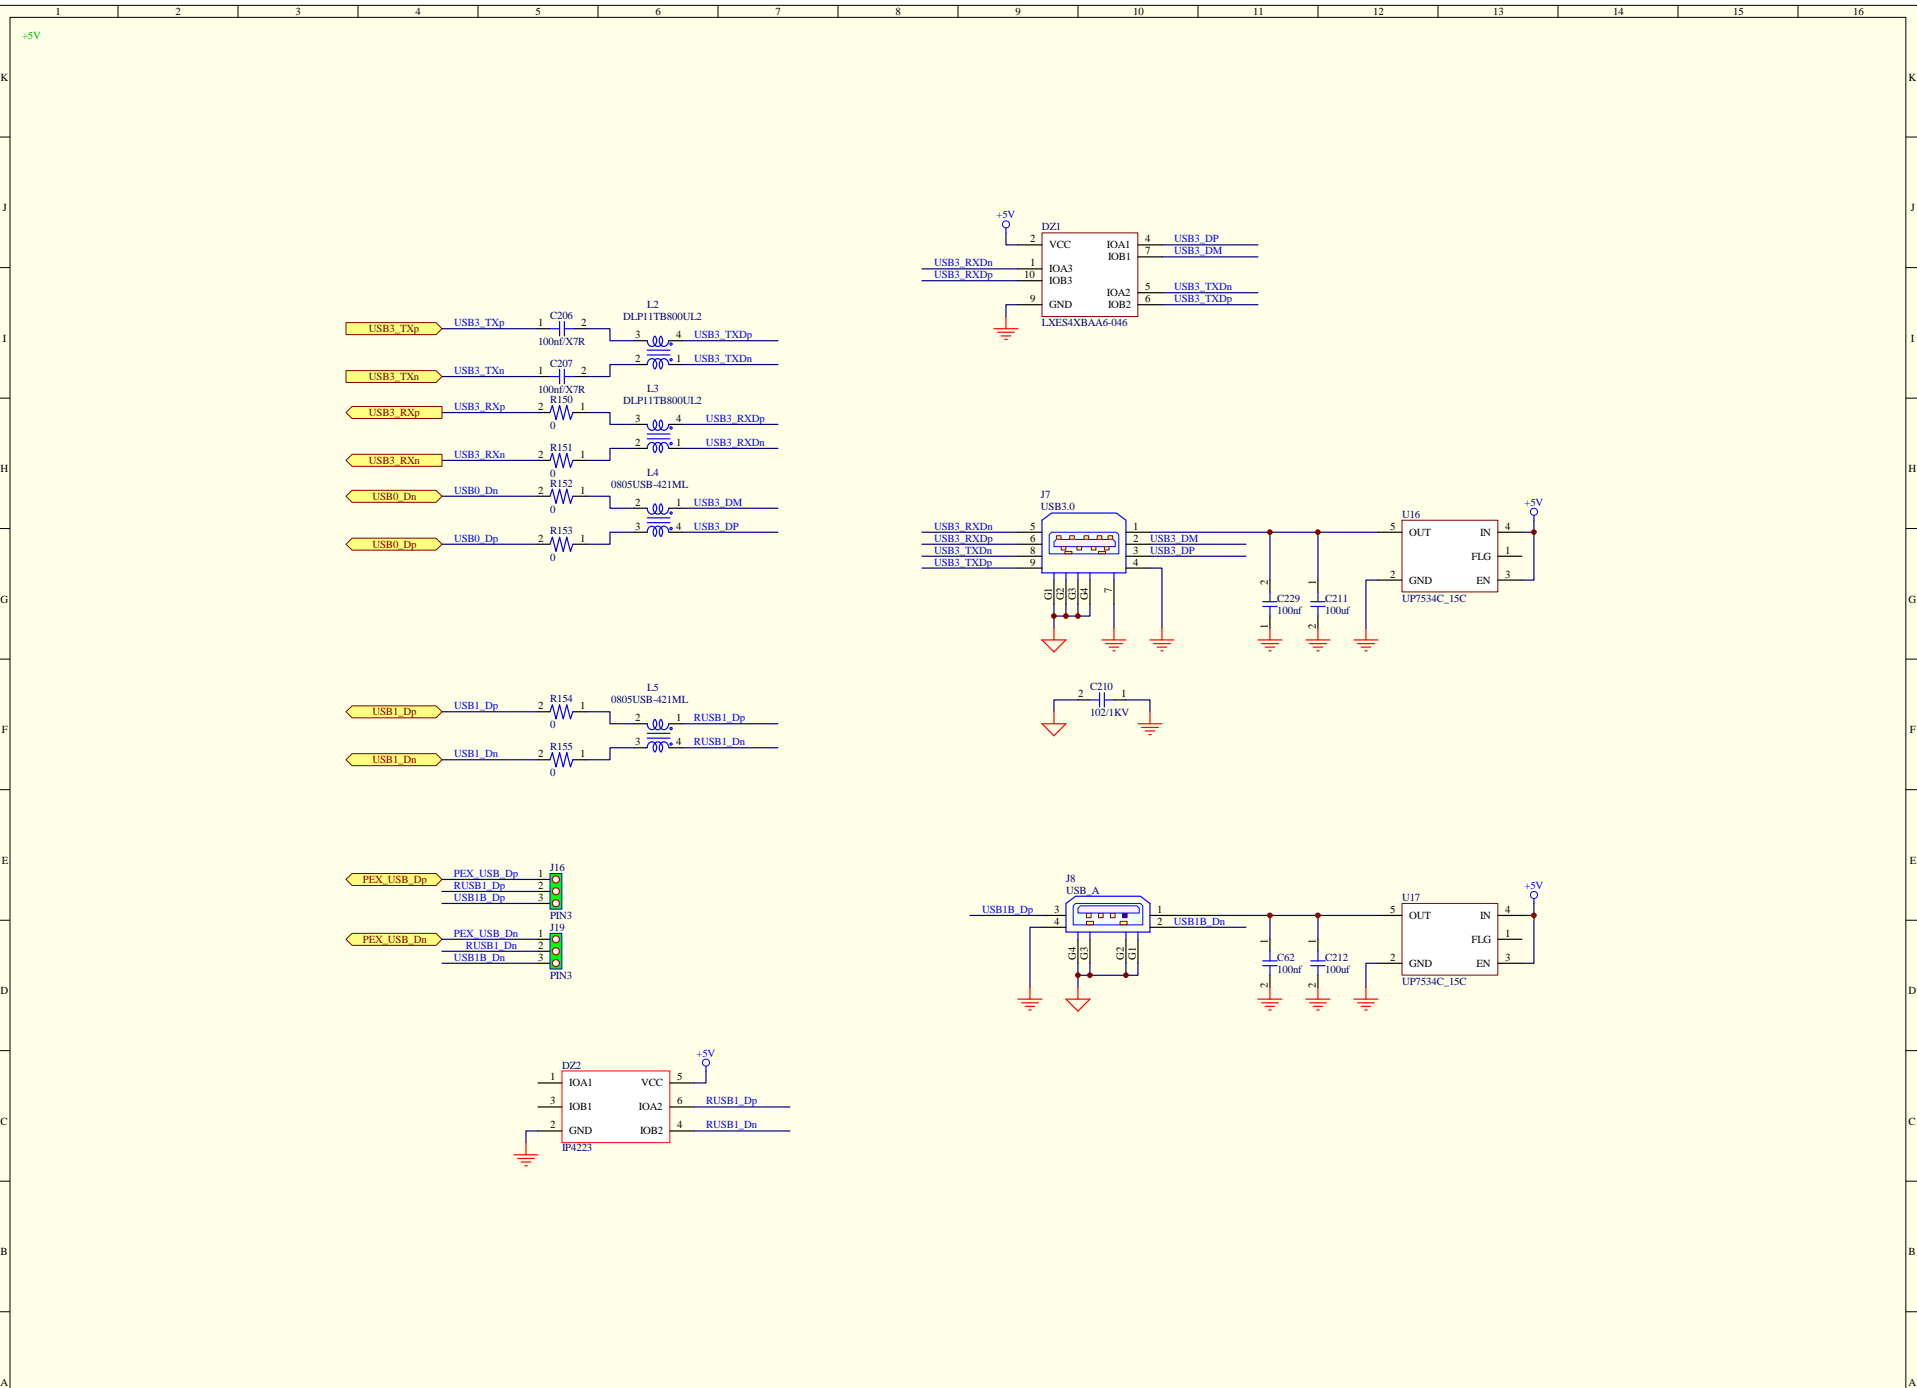 1 2 3 4 5 6 7 8 9 10 11 12 13 14 15 16
+5V
K K
J J
I I
H H
G G
F F
E E
D D
C C
B B
A A
L2
DLP11TB800UL2
USB3_TXp USB3_TXp 1 C206 2 3 4 USB3_TXDp
100nf/X7R
2 1 USB3_TXDn
USB3_TXn USB3_TXn 1 C207 2
100nf/X7R
L3
DLP11TB800UL2
USB3_RXp USB3_RXp 2 R150 1 3 4 USB3_RXDp
0
2 1 USB3_RXDn
USB3_RXn USB3_RXn 2 R151 1
0
L4
0805USB-421ML
USB0_Dn USB0_Dn 2 R152 1 2 1 USB3_DM
0
3 4 USB3_DP
USB0_Dp USB0_Dp 2 R153 1
0
L5
0805USB-421ML
USB1_Dp USB1_Dp 2 R154 1 2 1 RUSB1_Dp
0
3 4 RUSB1_Dn
USB1_Dn USB1_Dn 2 R155 1
0
J16
PEX_USB_Dp PEX_USB_Dp 1
RUSB1_Dp 2
USB1B_Dp 3
PIN3
J19
PEX_USB_Dn PEX_USB_Dn 1
RUSB1_Dn 2
USB1B_Dn 3
PIN3
+5V
DZ2
1 IOA1 VCC 5
3 IOB1 IOA2 6 RUSB1_Dp
2 GND IOB2 4 RUSB1_Dn
IP4223
+5V
DZ1
2 VCC IOA1 4 USB3_DP
IOB1 7 USB3_DM
USB3_RXDn 1 IOA3
USB3_RXDp 10 IOB3
IOA2 5 USB3_TXDn
9 GND IOB2 6 USB3_TXDp
LXES4XBAA6-046
J7
USB3.0
USB3_RXDn 5 1
USB3_RXDp 6 2 USB3_DM
USB3_TXDn 8 3 USB3_DP
USB3_TXDp 9 4
G1 G2 G3 G4 7
2 C229 1
100nf
1 C211 2
100uf
+5V
U16
5 OUT IN 4
FLG 1
2 GND EN 3
UP7534C_15C
2 C210 1
102/1KV
J8
USB_A
USB1B_Dp 3 1
4 2 USB1B_Dn
G4 G3 G2 G1
1 C62 2
100nf
1 C212 2
100uf
+5V
U17
5 OUT IN 4
FLG 1
2 GND EN 3
UP7534C_15C